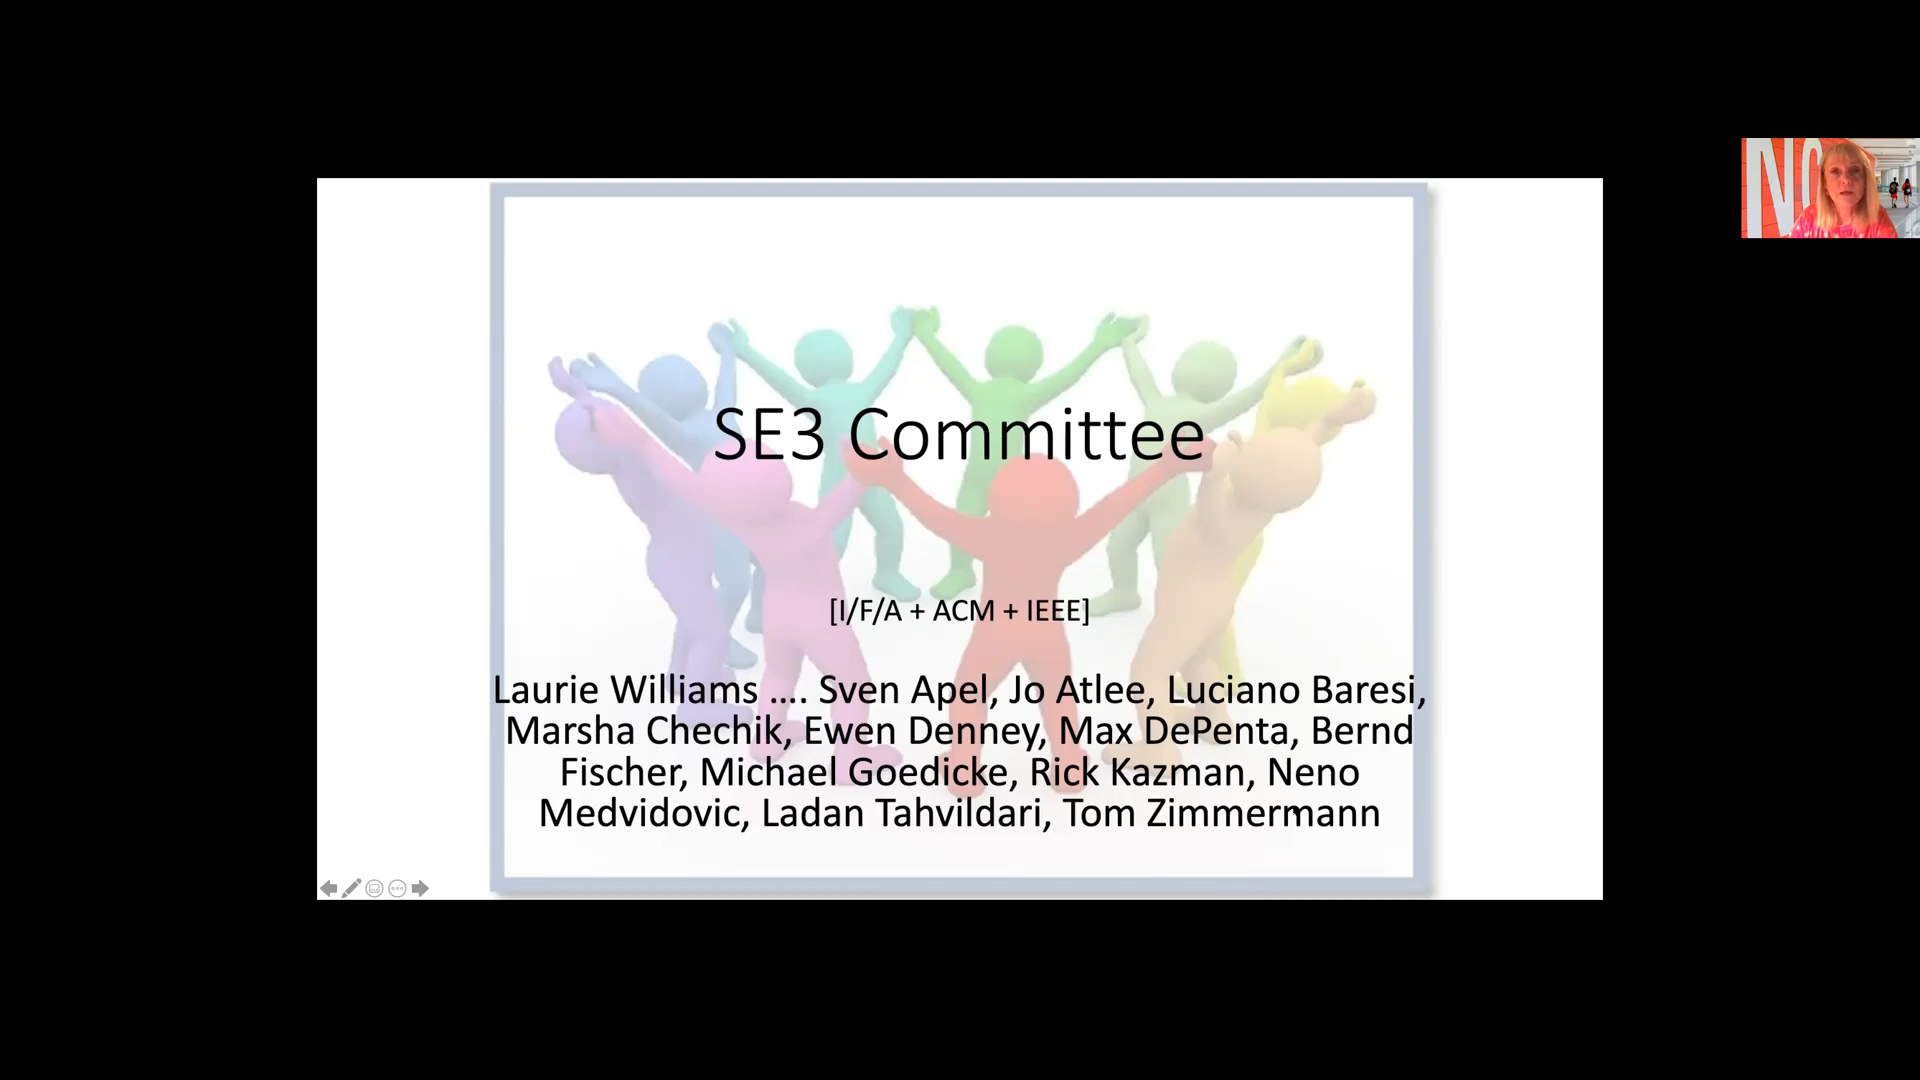 SE3 Committee
[I/F/A + ACM + IEEE]
Laurie Williams .... Sven Apel, Jo Atlee, Luciano Baresi,
Marsha Chechik, Ewen Denney, Max DePenta, Bernd
Fischer, Michael Goedicke, Rick Kazman, Neno
Medvidovic, Ladan Tahvildari, Tom Zimmermann
NC